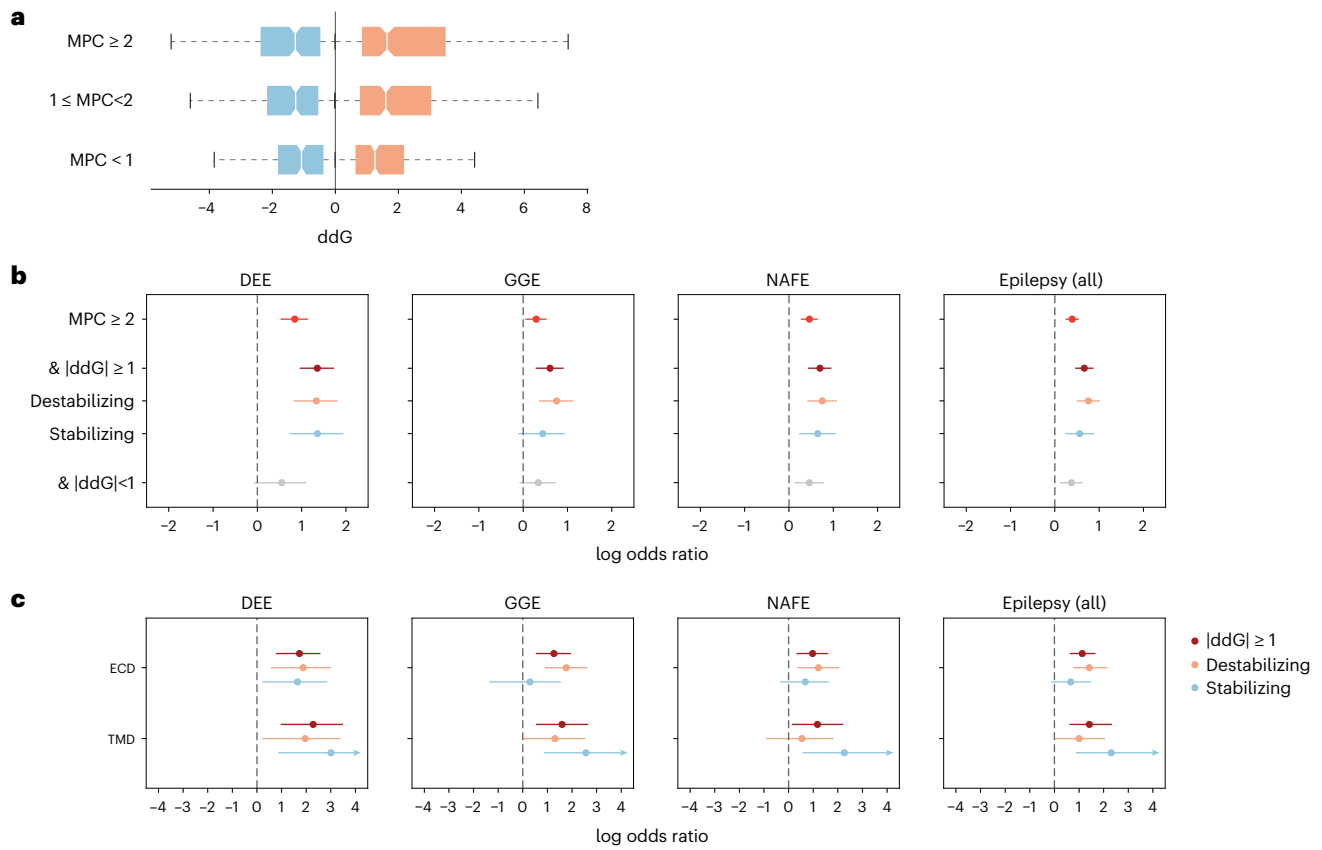 a
MPC ≥ 2
1 ≤ MPC<2
MPC < 1
−4 −2 0 2 4 6 8
ddG
b
DEE GGE NAFE Epilepsy (all)
MPC ≥ 2
& |ddG| ≥ 1
Destabilizing
Stabilizing
& |ddG|<1
−2 −1 0 1 2 −2 −1 0 1 2 −2 −1 0 1 2 −2 −1 0 1 2
log odds ratio
c
DEE GGE NAFE Epilepsy (all)
ECD
TMD
|ddG| ≥ 1
Destabilizing
Stabilizing
−4 −3 −2 −1 0 1 2 3 4 −4 −3 −2 −1 0 1 2 3 4 −4 −3 −2 −1 0 1 2 3 4 −4 −3 −2 −1 0 1 2 3 4
log odds ratio